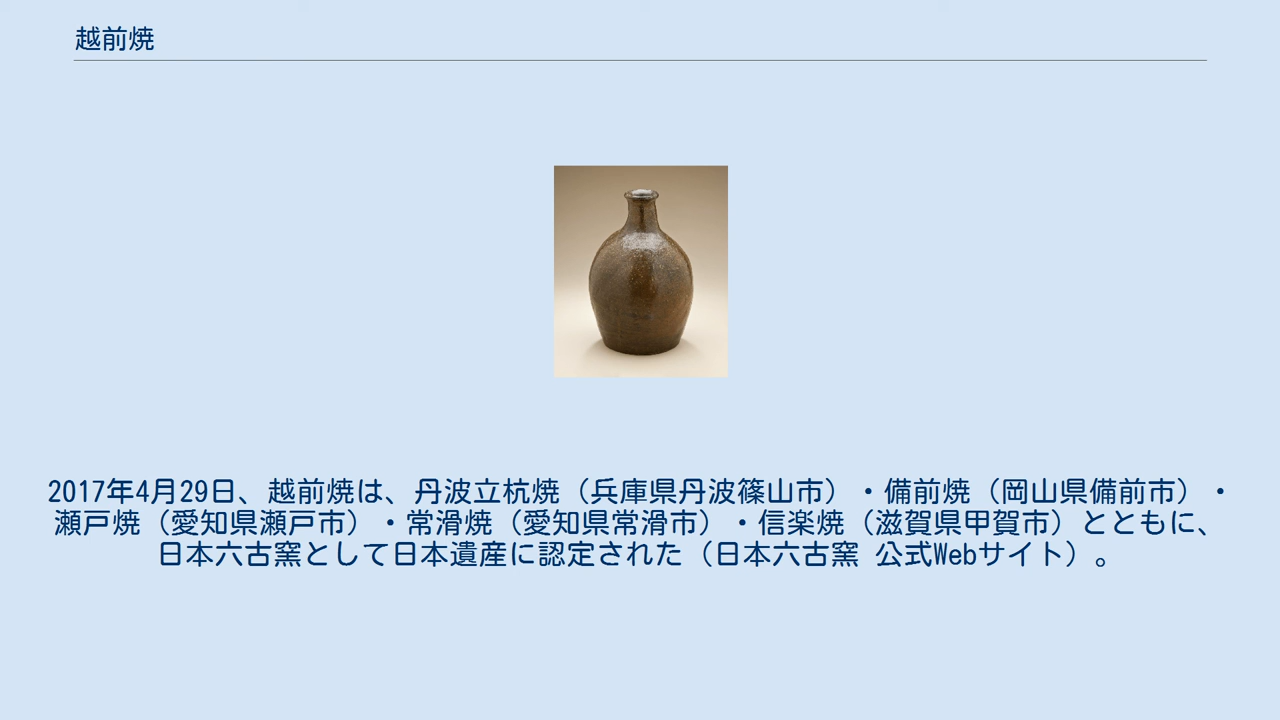 越前焼
2017年4月29日、越前焼は、丹波立杭焼（兵庫県丹波篠山市）・備前焼（岡山県備前市）・
瀬戸焼（愛知県瀬戸市）・常滑焼（愛知県常滑市）・信楽焼（滋賀県甲賀市）とともに、
日本六古窯として日本遺産に認定された（日本六古窯 公式Webサイト）。